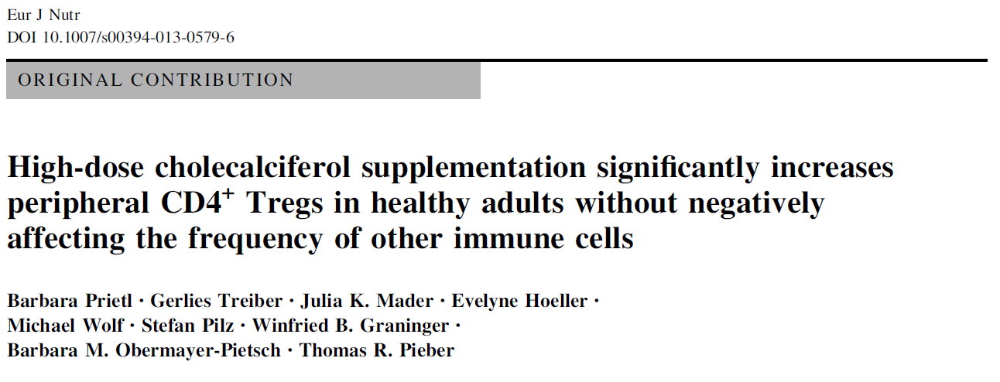 Eur J Nutr
DOI 10.1007/s00394-013-0579-6
ORIGINAL CONTRIBUTION
High-dose cholecalciferol supplementation significantly increases
peripheral CD4+ Tregs in healthy adults without negatively
affecting the frequency of other immune cells
Barbara Prietl · Gerlies Treiber · Julia K. Mader · Evelyne Hoeller ·
Michael Wolf · Stefan Pilz · Winfried B. Graninger ·
Barbara M. Obermayer-Pietsch · Thomas R. Pieber